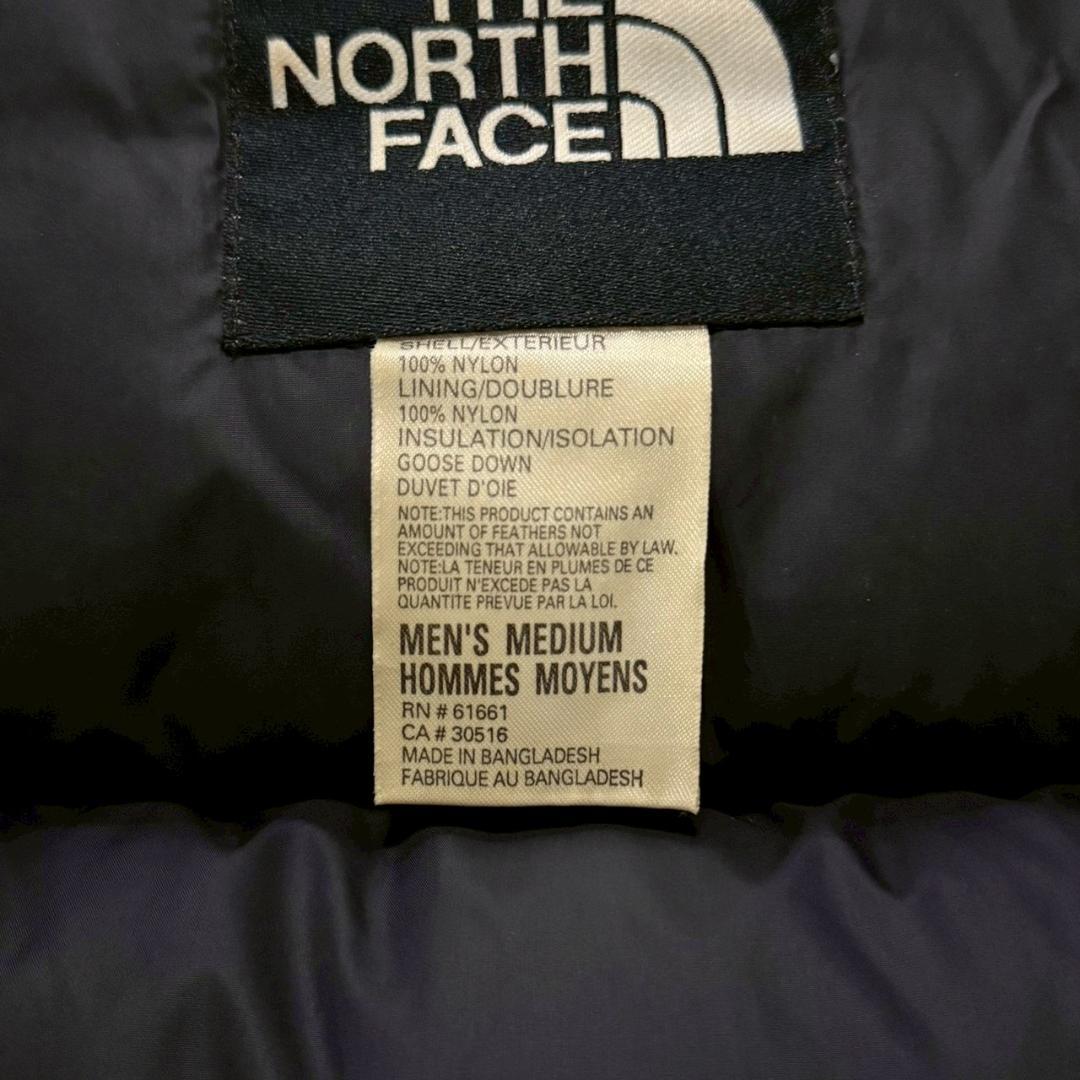 THE
NORTH
FACE
SHELL/EXTERIEUR
100% NYLON
LINING/DOUBLURE
100% NYLON
INSULATION/ISOLATION
GOOSE DOWN
DUVET D'OIE
NOTE:THIS PRODUCT CONTAINS AN
AMOUNT OF FEATHERS NOT
EXCEEDING THAT ALLOWABLE BY LAW.
NOTE:LA TENEUR EN PLUMES DE CE
PRODUIT N'EXCEDE PAS LA
QUANTITE PREVUE PAR LA LOI.
MEN'S MEDIUM
HOMMES MOYENS
RN # 61661
CA # 30516
MADE IN BANGLADESH
FABRIQUE AU BANGLADESH